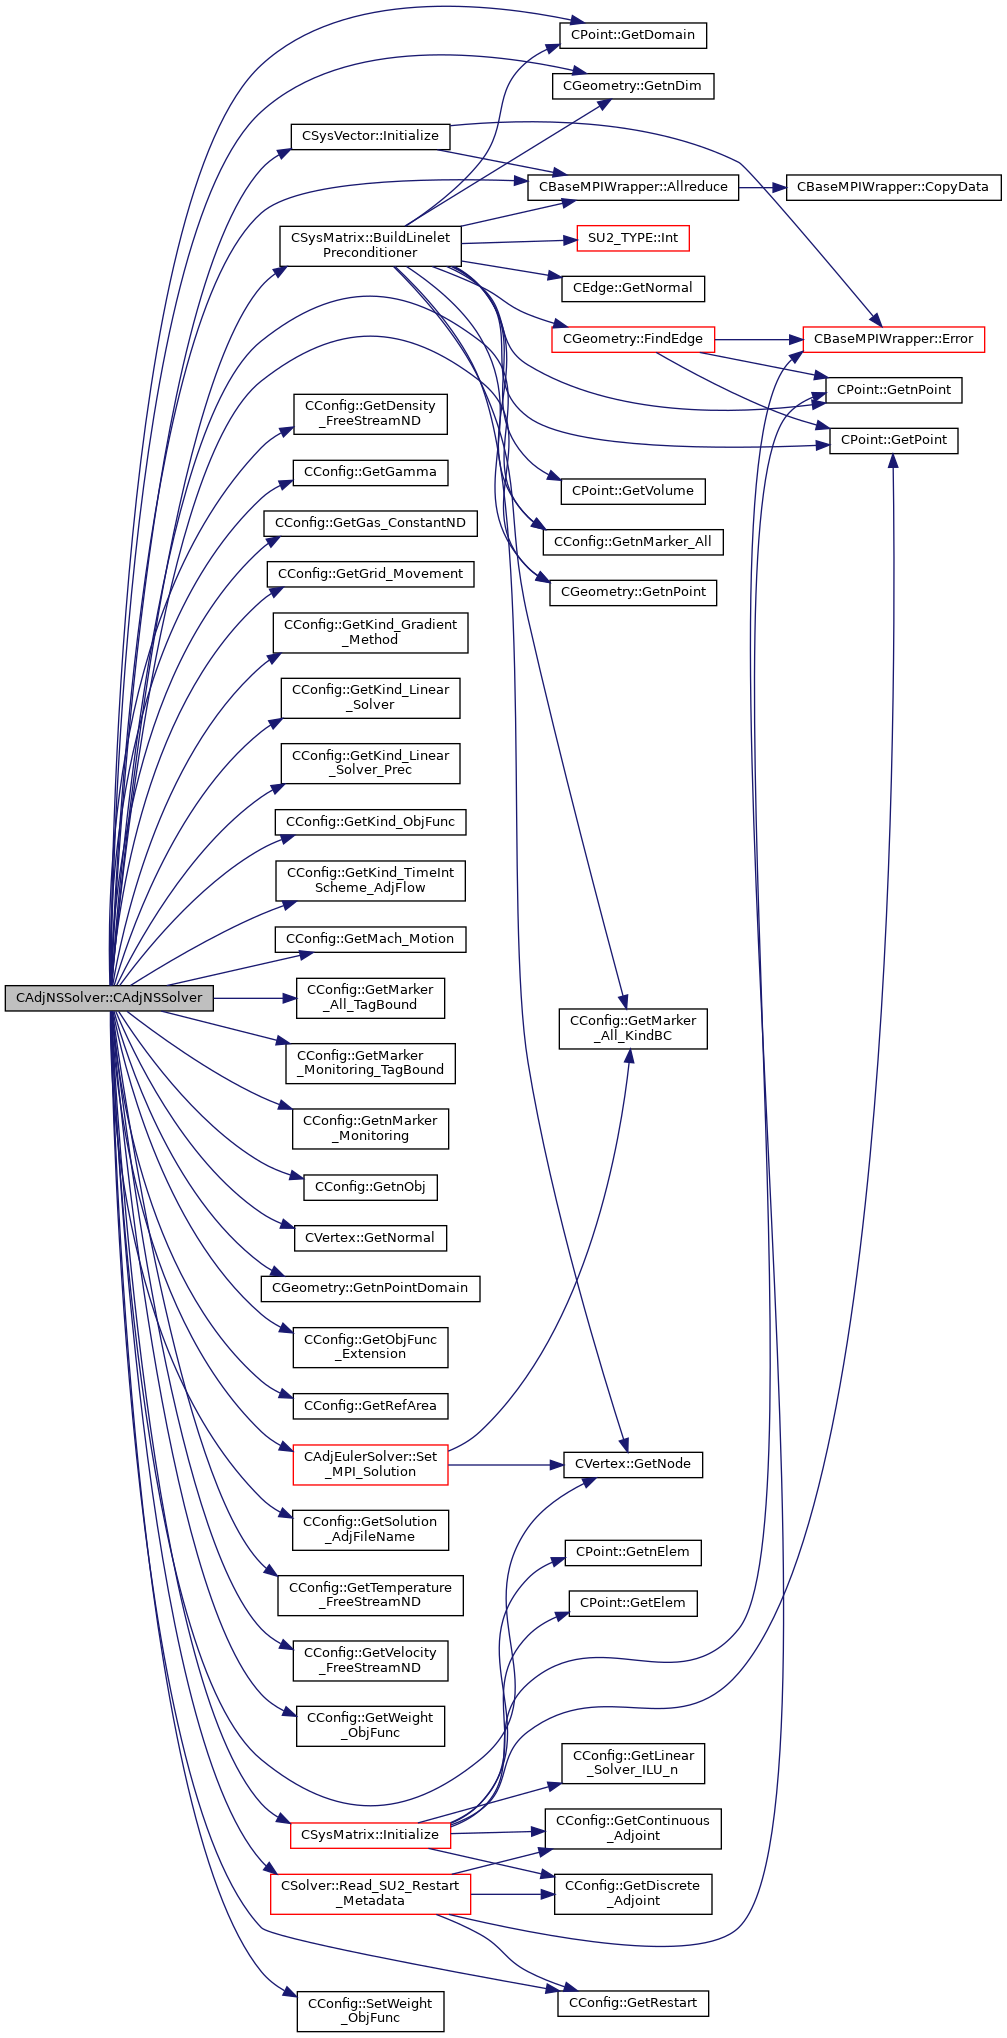 CPoint::GetDomain
CGeometry::GetnDim
CSysVector::Initialize
CBaseMPIWrapper::Allreduce
CBaseMPIWrapper::CopyData
CSysMatrix::BuildLinelet
Preconditioner
SU2_TYPE::Int
CEdge::GetNormal
CGeometry::FindEdge
CBaseMPIWrapper::Error
CPoint::GetnPoint
CConfig::GetDensity
_FreeStreamND
CPoint::GetPoint
CConfig::GetGamma
CPoint::GetVolume
CConfig::GetGas_ConstantND
CConfig::GetnMarker_All
CConfig::GetGrid_Movement
CGeometry::GetnPoint
CConfig::GetKind_Gradient
_Method
CConfig::GetKind_Linear
_Solver
CConfig::GetKind_Linear
_Solver_Prec
CConfig::GetKind_ObjFunc
CConfig::GetKind_TimeInt
Scheme_AdjFlow
CConfig::GetMach_Motion
CAdjNSSolver::CAdjNSSolver
CConfig::GetMarker
_All_TagBound
CConfig::GetMarker
_All_KindBC
CConfig::GetMarker
_Monitoring_TagBound
CConfig::GetnMarker
_Monitoring
CConfig::GetnObj
CVertex::GetNormal
CGeometry::GetnPointDomain
CConfig::GetObjFunc
_Extension
CConfig::GetRefArea
CAdjEulerSolver::Set
_MPI_Solution
CVertex::GetNode
CConfig::GetSolution
_AdjFileName
CPoint::GetnElem
CConfig::GetTemperature
_FreeStreamND
CPoint::GetElem
CConfig::GetVelocity
_FreeStreamND
CConfig::GetWeight
_ObjFunc
CConfig::GetLinear
_Solver_ILU_n
CSysMatrix::Initialize
CConfig::GetContinuous
_Adjoint
CSolver::Read_SU2_Restart
_Metadata
CConfig::GetDiscrete
_Adjoint
CConfig::SetWeight
_ObjFunc
CConfig::GetRestart